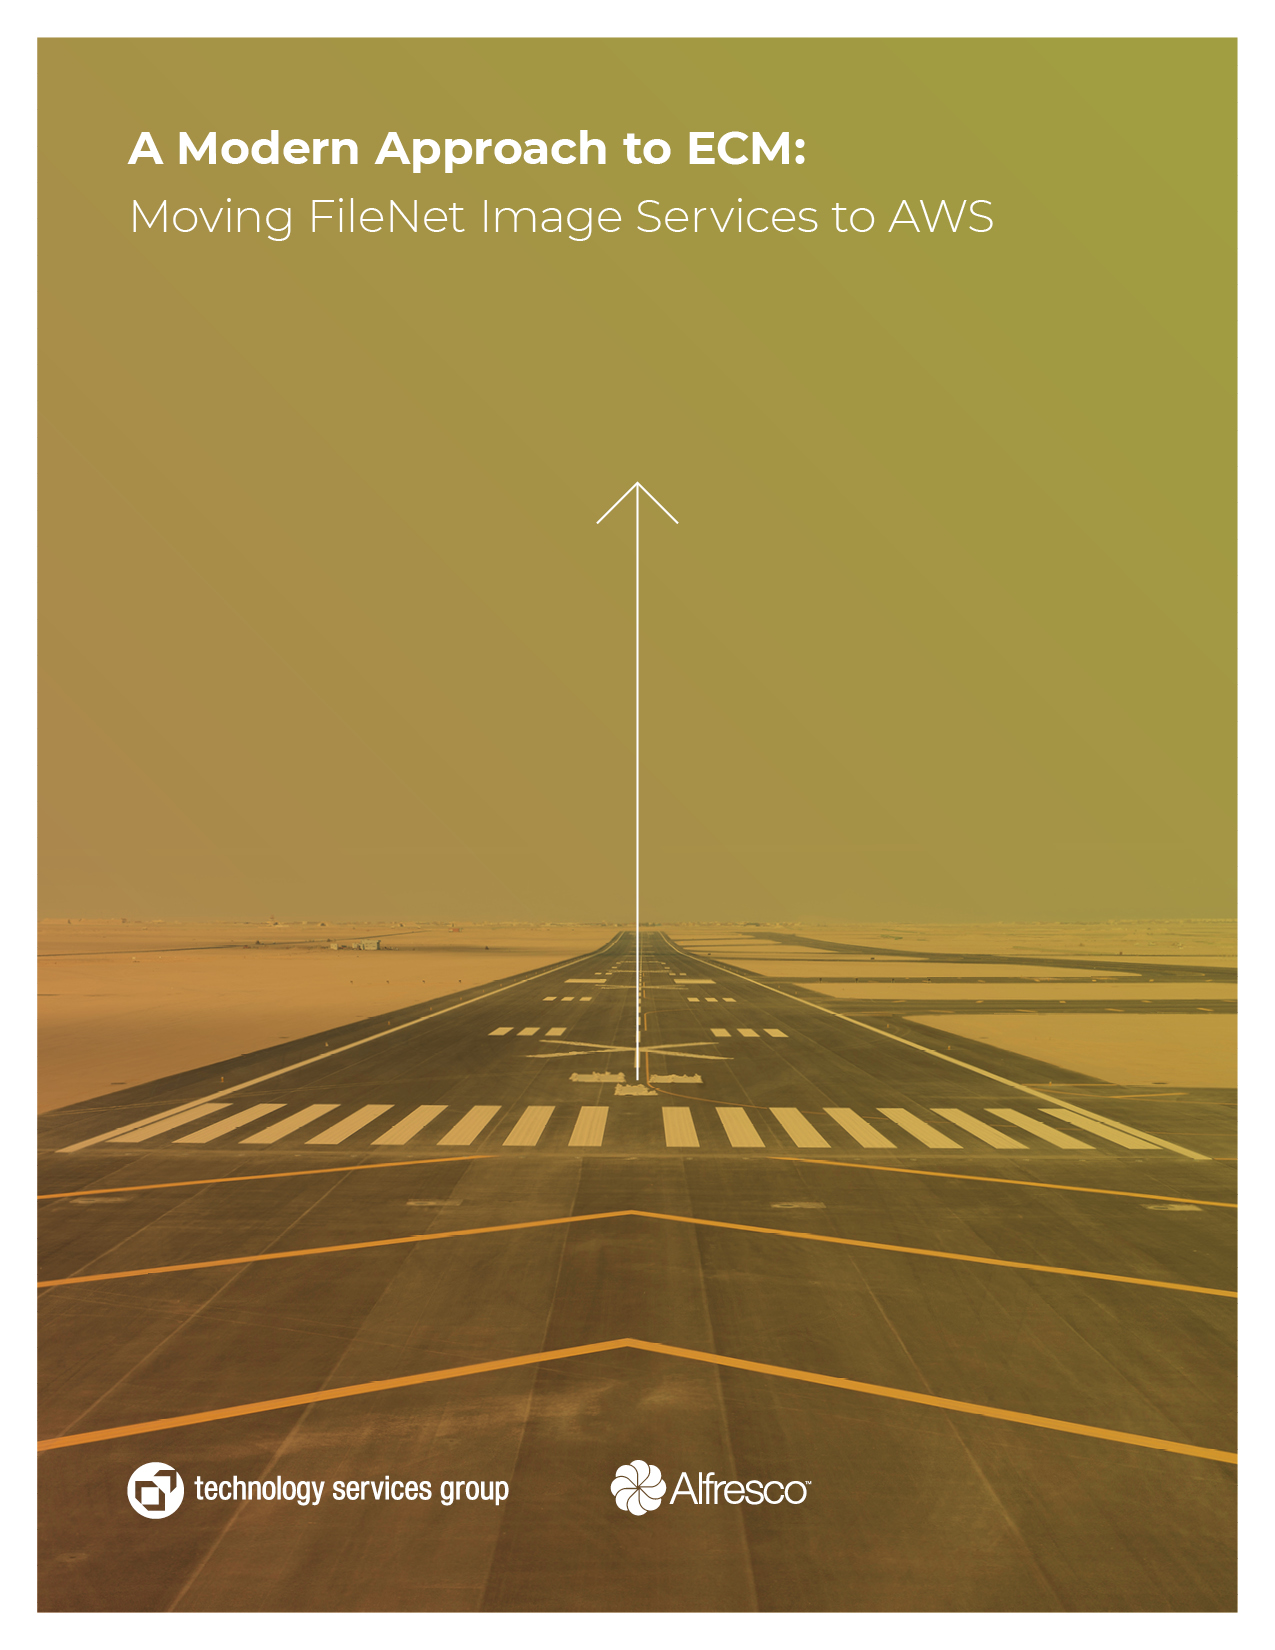 A Modern Approach to ECM:
Moving FileNet Image Services to AWS
technology services group
Alfresco™